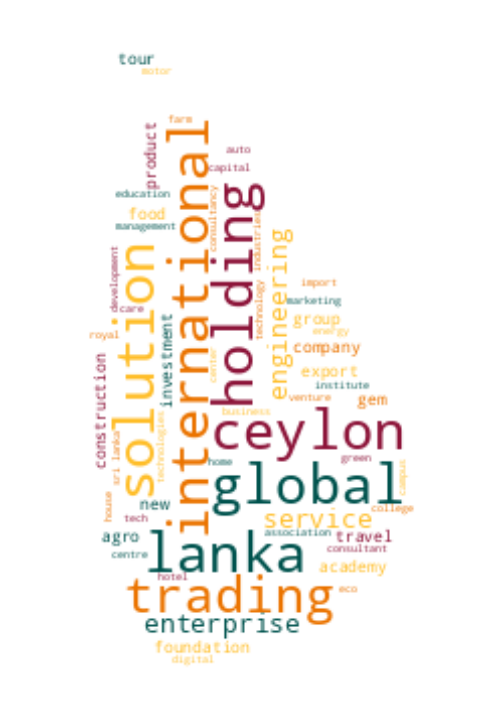 tour
motor
farm
product
international
auto
capital
education
holding
consultancy
food
industries
management
engineering
solution
development
import
technology
marketing
care
investment
group
energy
royal
company
center
construction
export
institute
venture
gem
business
ceylon
sri lanka
technologies
green
home
global
campus
house
new
college
tech
service
association
agro
travel
lanka
consultant
centre
academy
hotel
trading
eco
enterprise
foundation
digital